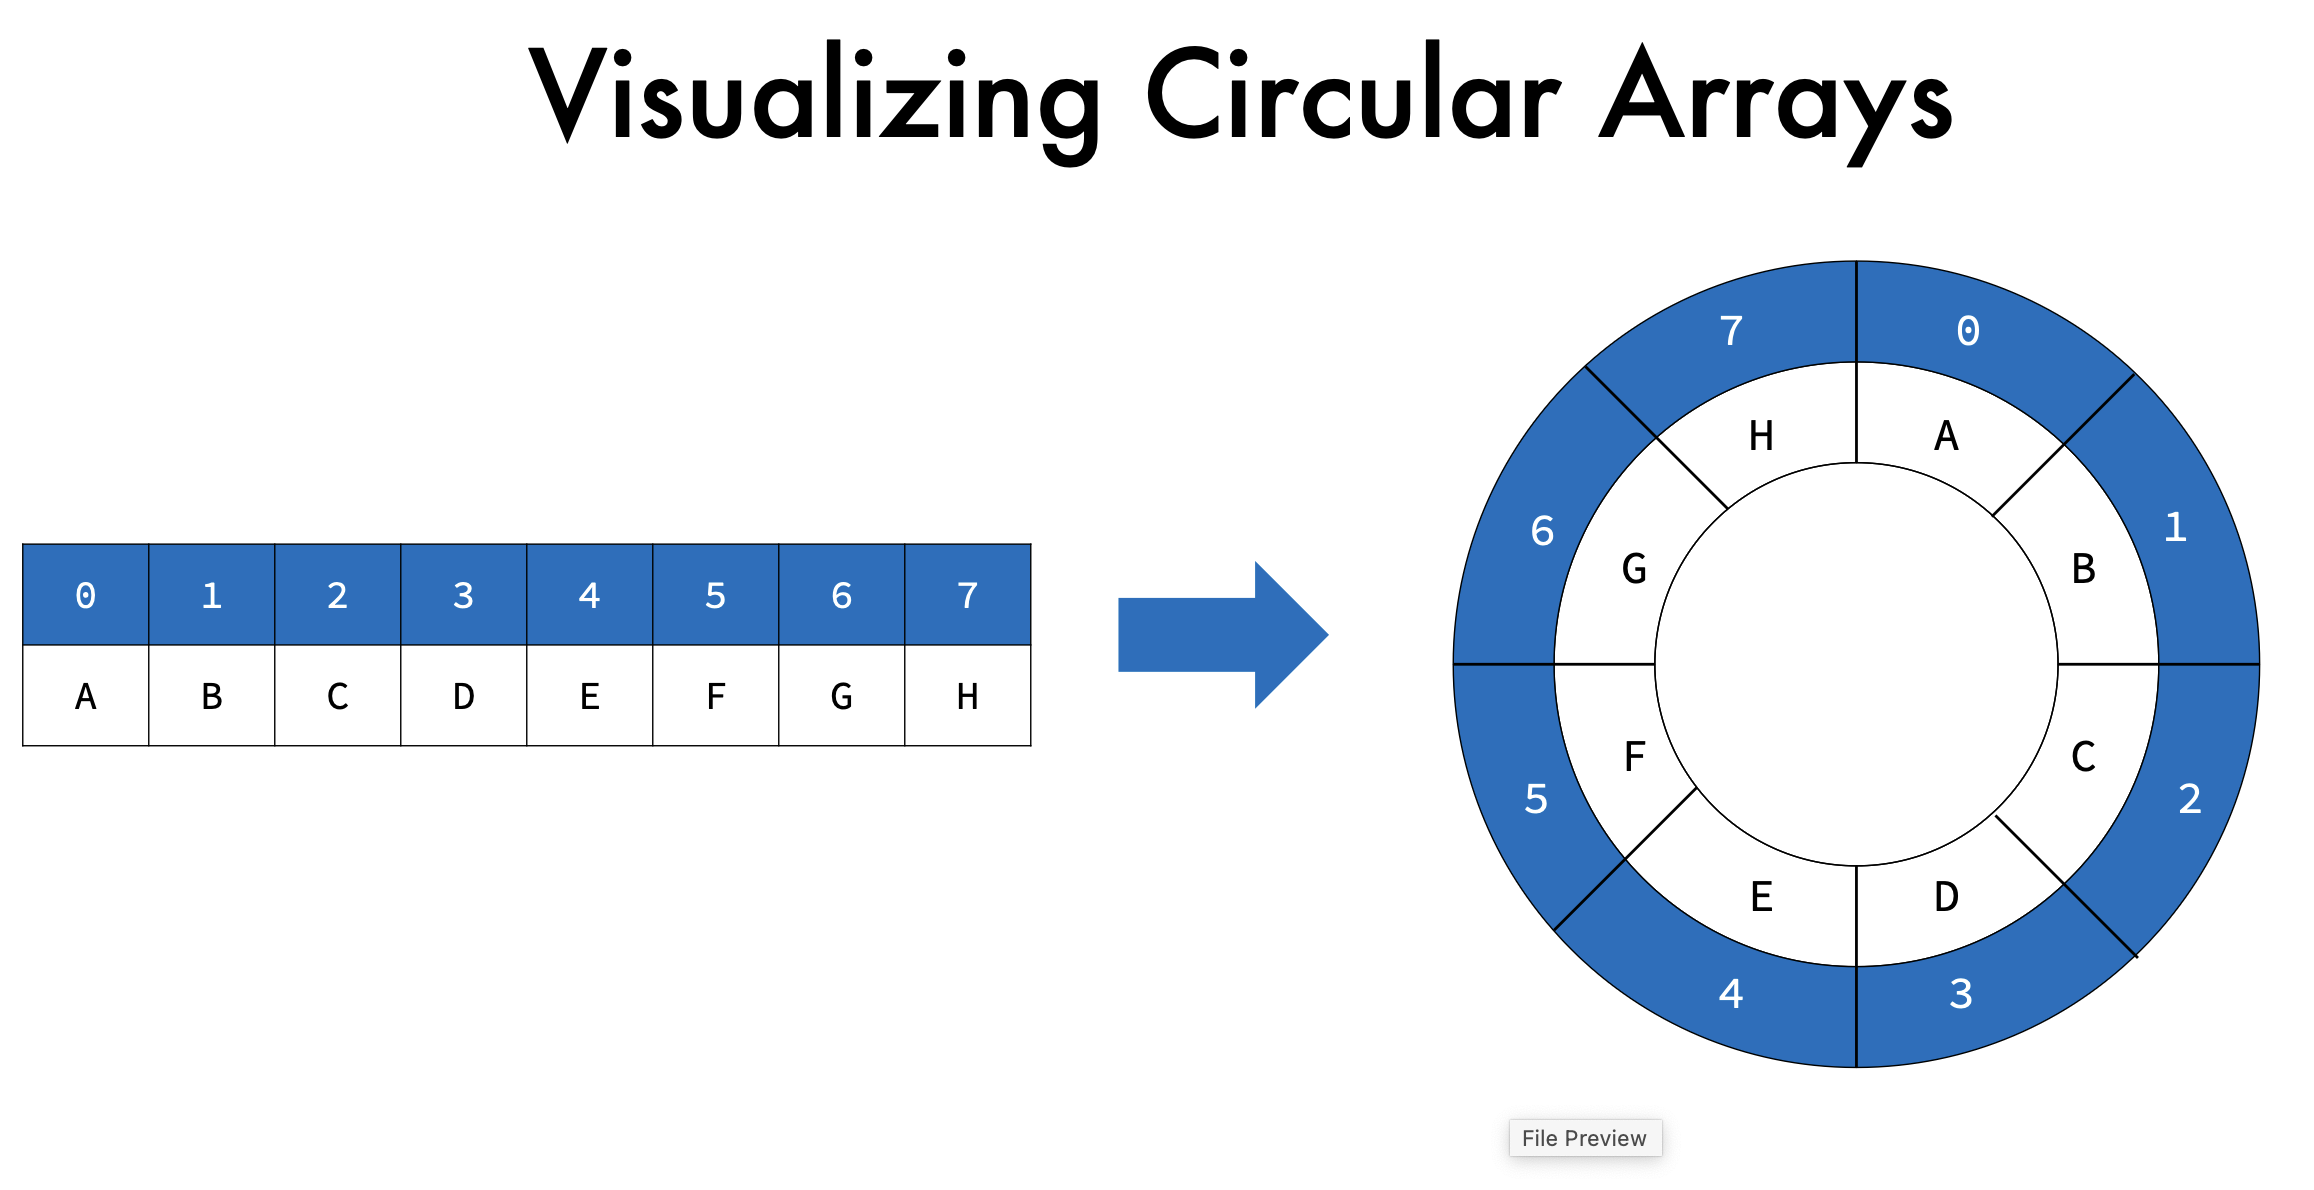 Visualizing Circular Arrays
0 1 2 3 4 5 6 7
A B C D E F G H
7 0
H A
6 1
G B
F C
5 2
E D
4 3
File Preview